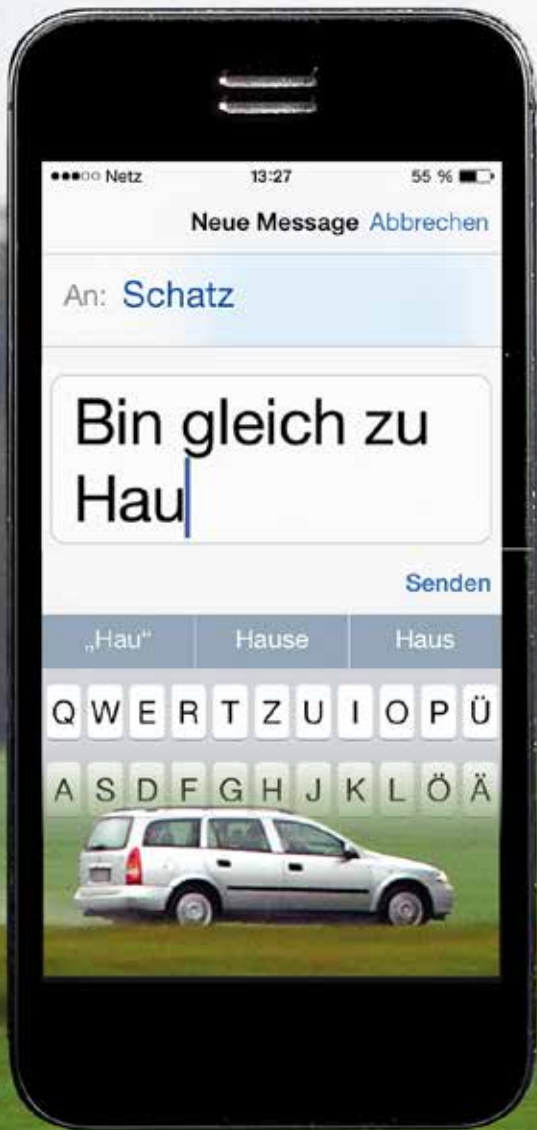 ●●●○○ Netz 13:27 55 %
Neue Message Abbrechen
An: Schatz
Bin gleich zu
Hau
Senden
„Hau“ Hause Haus
Q W E R T Z U I O P Ü
A S D F G H J K L Ö Ä